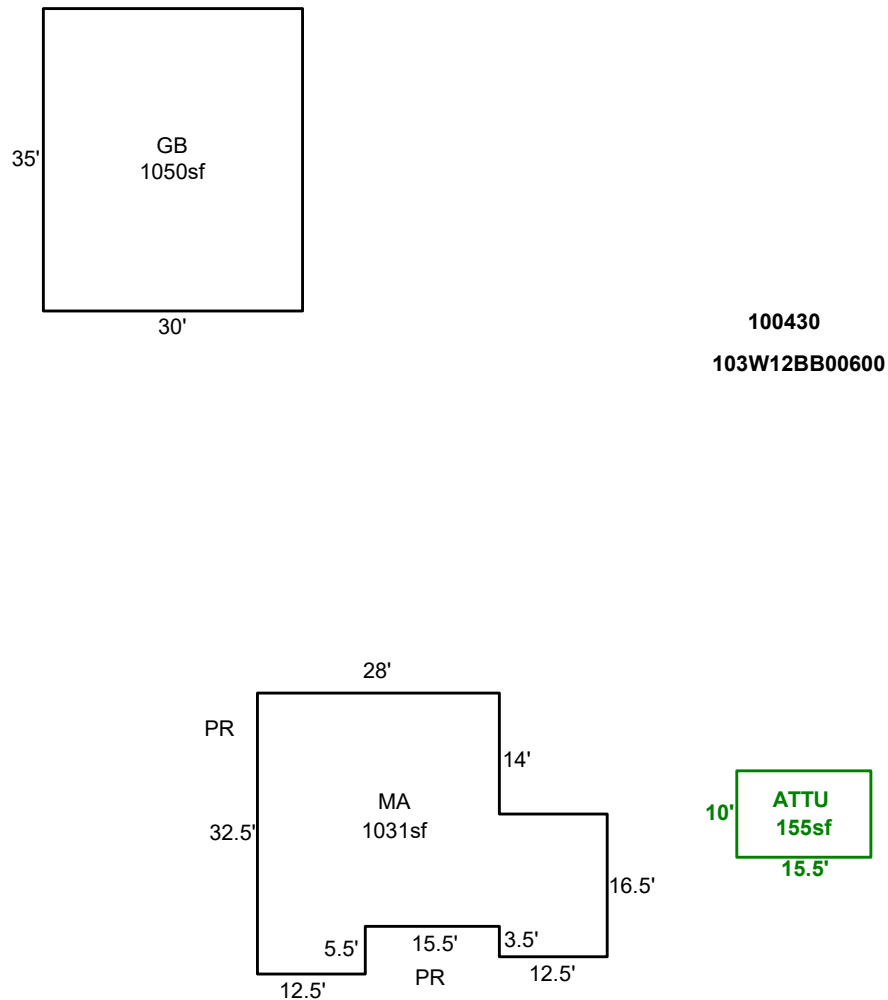 GB
1050sf
35'
30'
100430
103W12BB00600
28'
PR
14'
MA
1031sf
32.5'
16.5'
5.5'
15.5'
3.5'
PR
12.5'
12.5'
ATTU
155sf
10'
15.5'